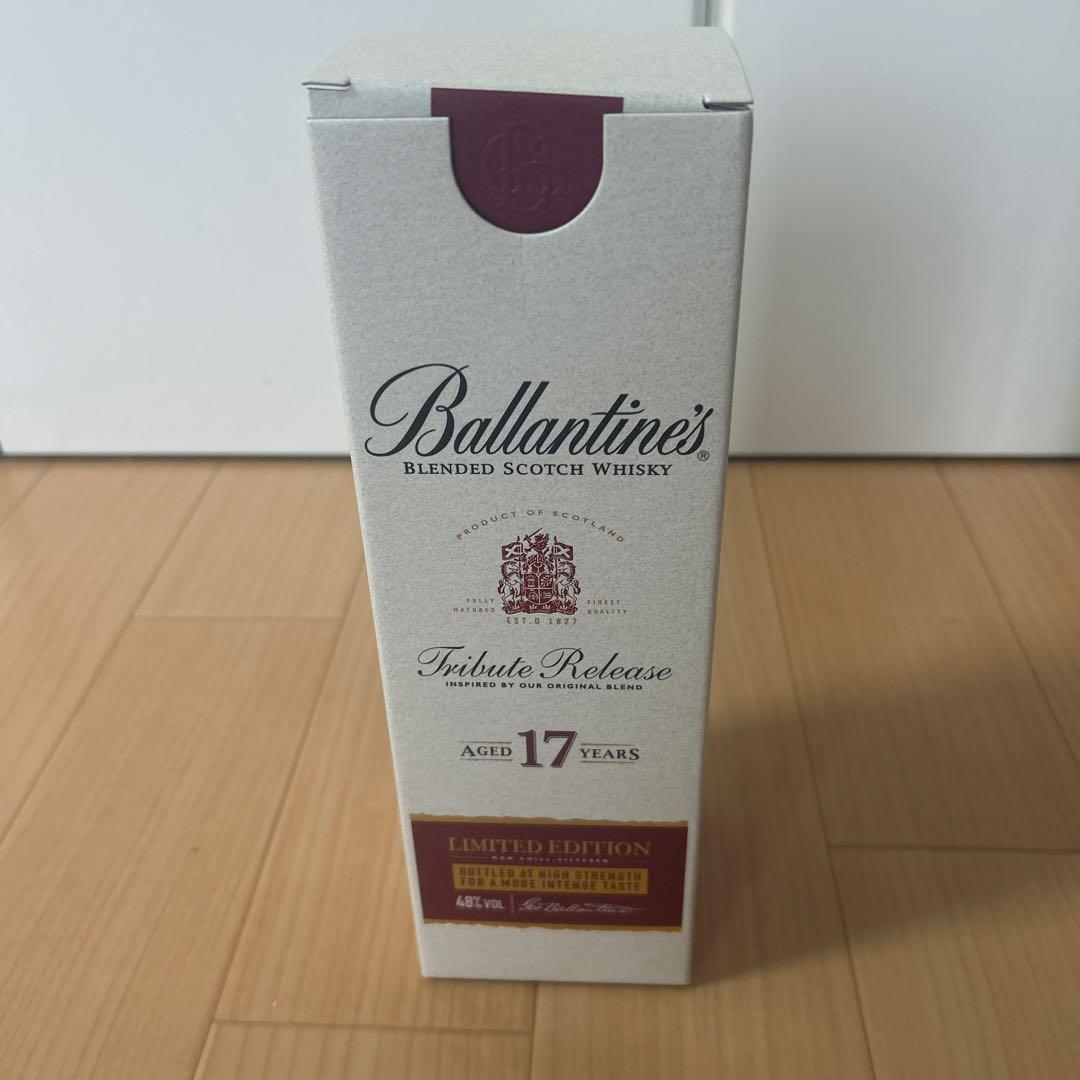 Ballantine's®
BLENDED SCOTCH WHISKY
PRODUCT OF SCOTLAND
FULLY MATURED
FINEST QUALITY
EST.D 1827
Tribute Release
INSPIRED BY OUR ORIGINAL BLEND
AGED 17 YEARS
LIMITED EDITION
NON CHILL-FILTERED
BOTTLED AT HIGH STRENGTH
FOR A MORE INTENSE TASTE
48% VOL Geo Ballantine